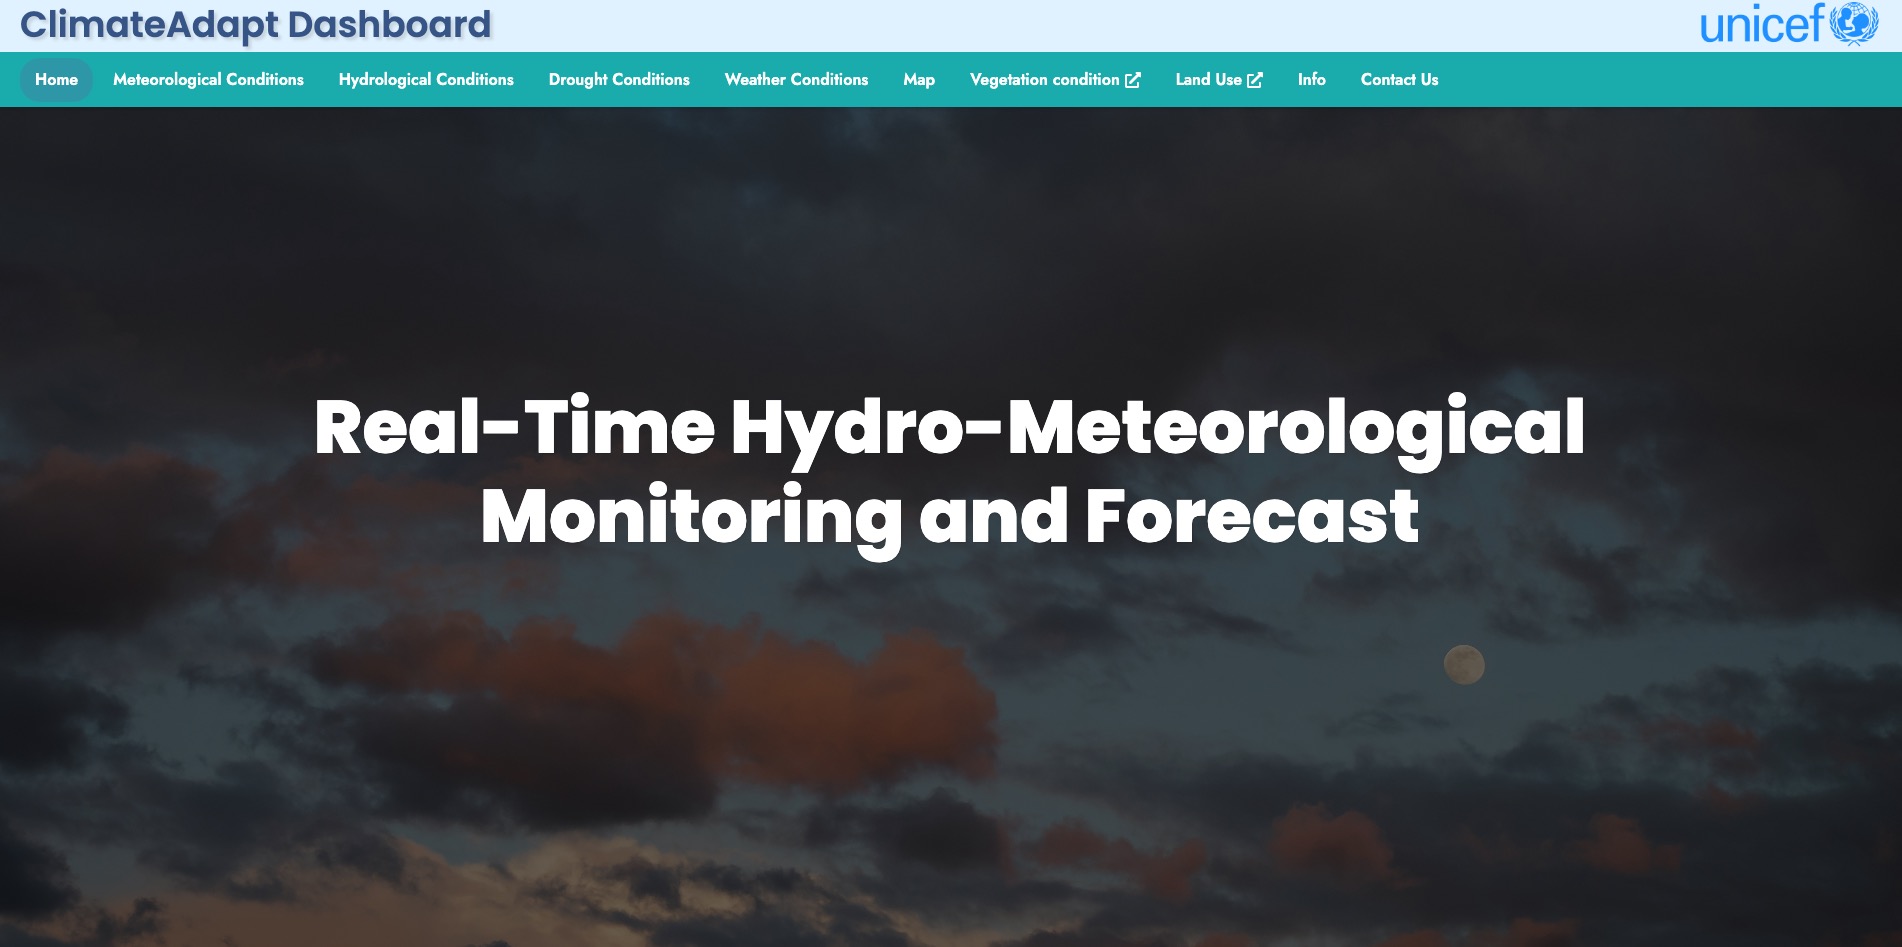 ClimateAdapt Dashboard
unicef
Home Meteorological Conditions Hydrological Conditions Drought Conditions Weather Conditions Map Vegetation condition Land Use Info Contact Us
Real-Time Hydro-Meteorological
Monitoring and Forecast